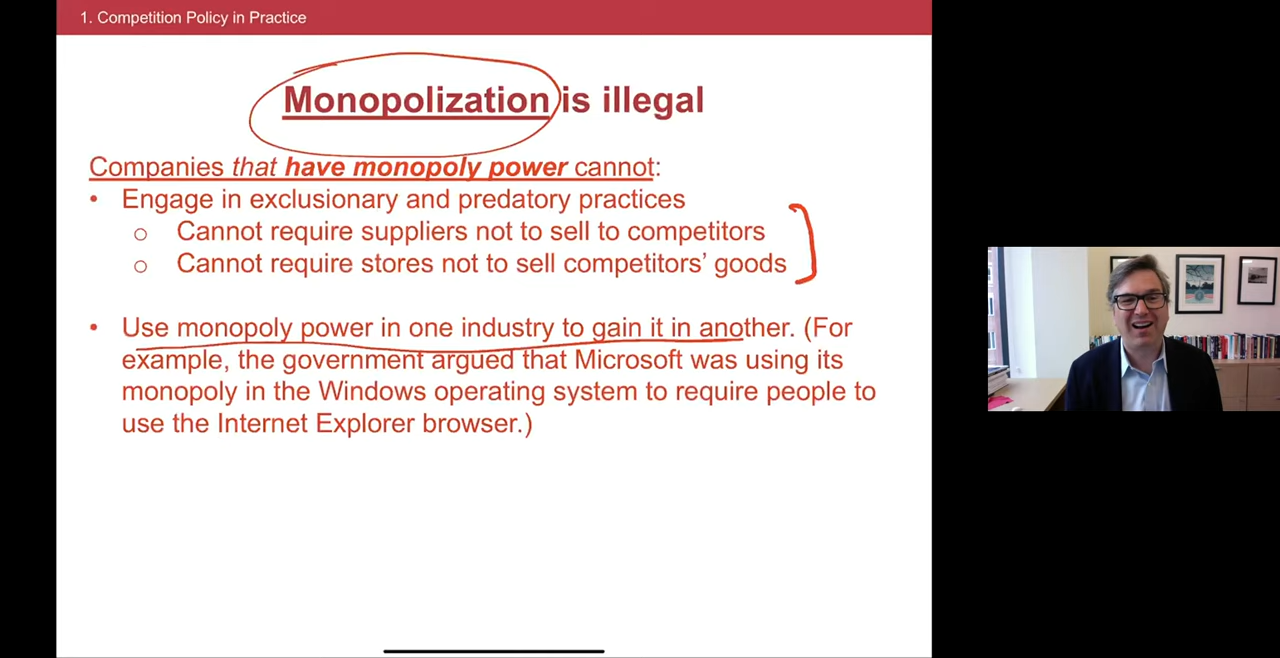 1. Competition Policy in Practice
Monopolization is illegal
Companies that have monopoly power cannot:
• Engage in exclusionary and predatory practices
o Cannot require suppliers not to sell to competitors
o Cannot require stores not to sell competitors’ goods
• Use monopoly power in one industry to gain it in another. (For
example, the government argued that Microsoft was using its
monopoly in the Windows operating system to require people to
use the Internet Explorer browser.)